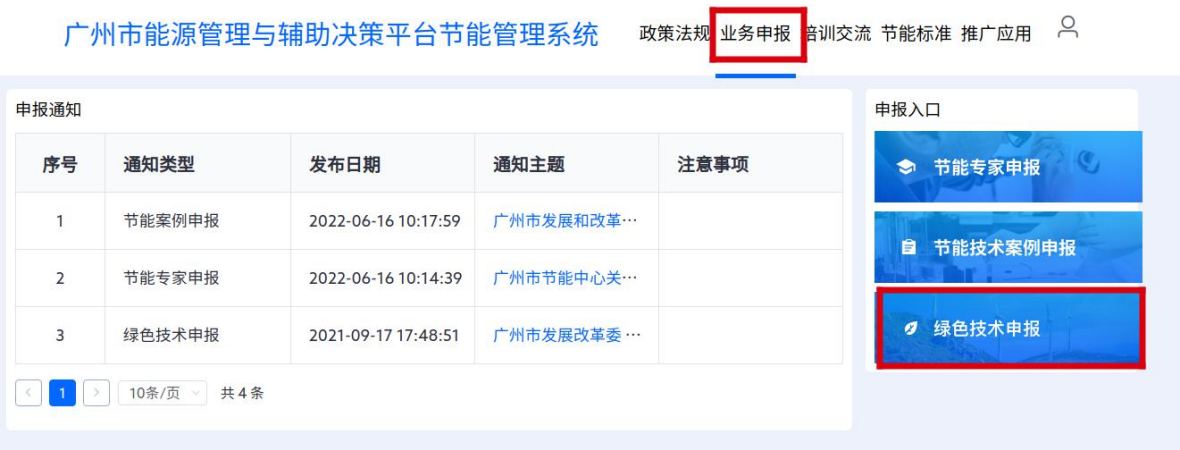 广州市能源管理与辅助决策平台节能管理系统 政策法规 业务申报 培训交流 节能标准 推广应用
申报通知
序号 通知类型 发布日期 通知主题 注意事项
1 节能案例申报 2022-06-16 10:17:59 广州市发展和改革…
2 节能专家申报 2022-06-16 10:14:39 广州市节能中心关…
3 绿色技术申报 2021-09-17 17:48:51 广州市发展改革委 …
< 1 > 10条/页 共 4 条
申报入口
节能专家申报
节能技术案例申报
绿色技术申报